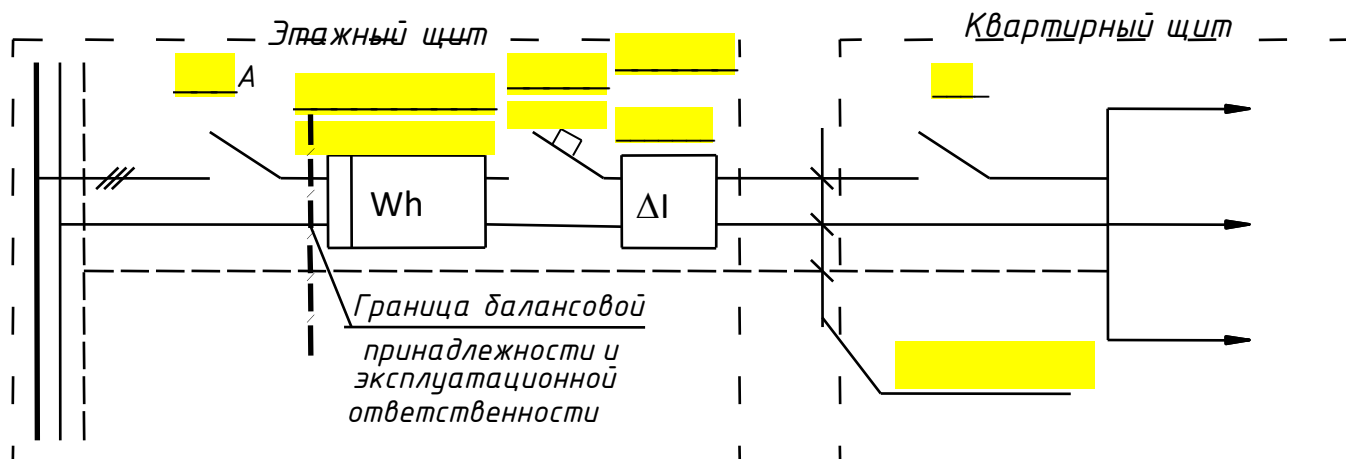 Этажный щит
Квартирный щит
А
Wh
ΔI
Граница балансовой
принадлежности и
эксплуатационной
ответственности